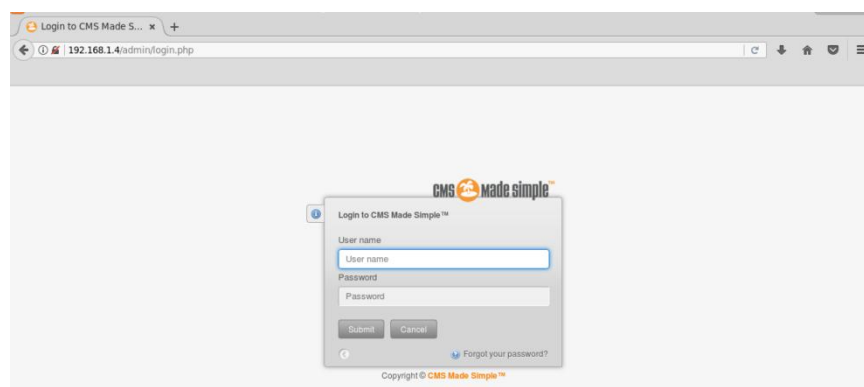 Login to CMS Made S...
192.168.1.4/admin/login.php
CMS made simple™
Login to CMS Made Simple™
User name
User name
Password
Password
Submit Cancel
Forgot your password?
Copyright © CMS Made Simple™